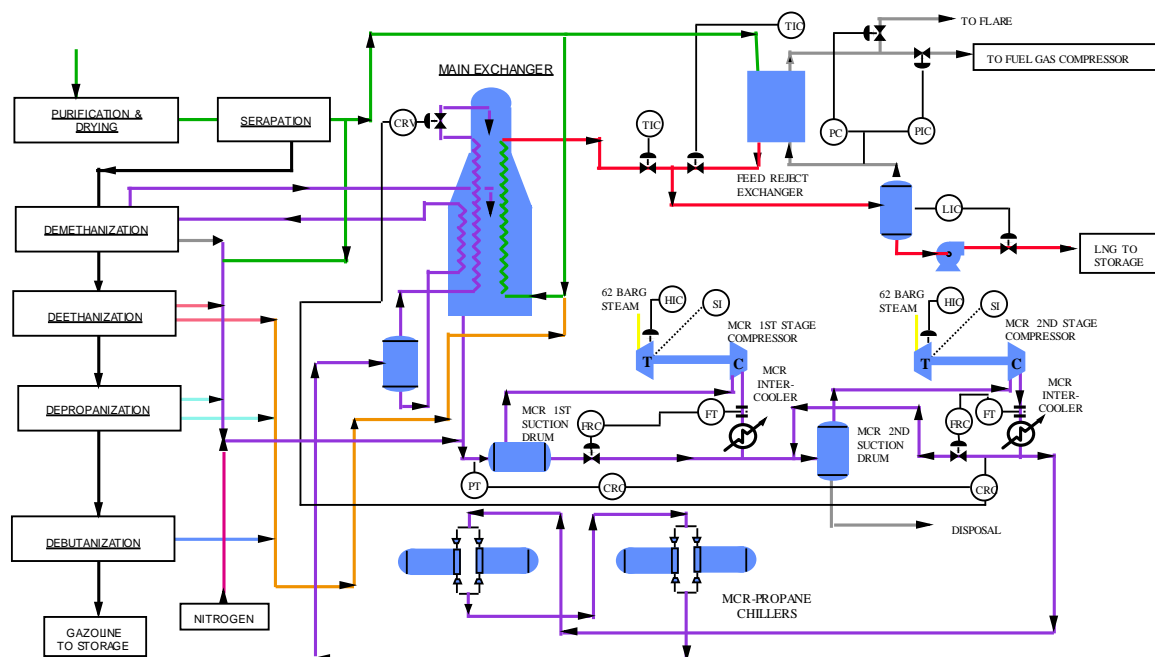 TO FLARE
TIC
TO FUEL GAS COMPRESSOR
MAIN EXCHANGER
PURIFICATION &
DRYING
SERAPATION
CRV
TIC
PC
PIC
FEED REJECT
EXCHANGER
DEMETHANIZATION
LIC
LNG TO
STORAGE
62 BARG
STEAM
HIC
SI
MCR 1ST STAGE
COMPRESSOR
T
C
62 BARG
STEAM
HIC
SI
MCR 2ND STAGE
COMPRESSOR
T
C
DEETHANIZATION
MCR
INTER-
COOLER
MCR
INTER-
COOLER
DEPROPANIZATION
MCR 1ST
SUCTION
DRUM
FRC
FT
MCR 2ND
SUCTION
DRUM
FRC
FT
PT
CRC
CRC
DEBUTANIZATION
DISPOSAL
MCR-PROPANE
CHILLERS
NITROGEN
GAZOLINE
TO STORAGE